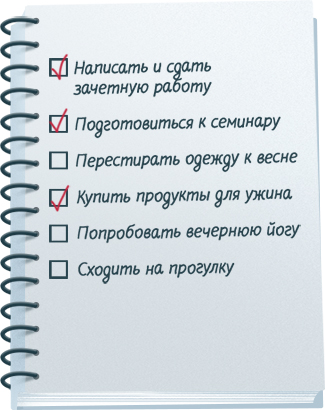 Написать и сдать
зачетную работу
Подготовиться к семинару
Перестирать одежду к весне
Купить продукты для ужина
Попробовать вечернюю йогу
Сходить на прогулку